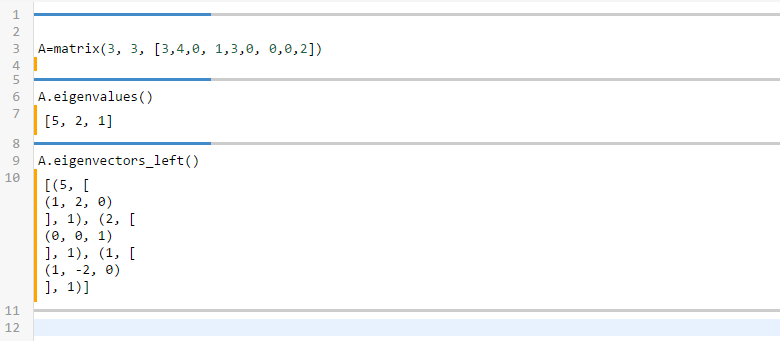 1
2
3 A=matrix(3, 3, [3,4,0, 1,3,0, 0,0,2])
4
5
6 A.eigenvalues()
7 [5, 2, 1]
8
9 A.eigenvectors_left()
10 [(5, [
(1, 2, 0)
], 1), (2, [
(0, 0, 1)
], 1), (1, [
(1, -2, 0)
], 1)]
11
12